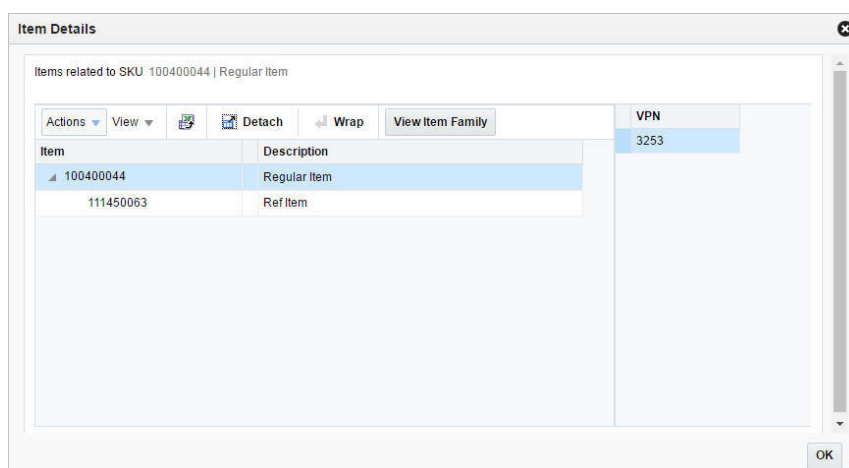 Item Details
Items related to SKU 100400044 | Regular Item
Actions View Detach Wrap View Item Family VPN
3253
Item Description
100400044 Regular Item
111450063 Ref Item
OK